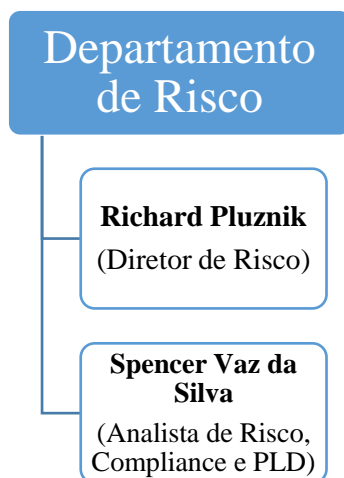 Departamento
de Risco
Richard Pluznik
(Diretor de Risco)
Spencer Vaz da
Silva
(Analista de Risco,
Compliance e PLD)